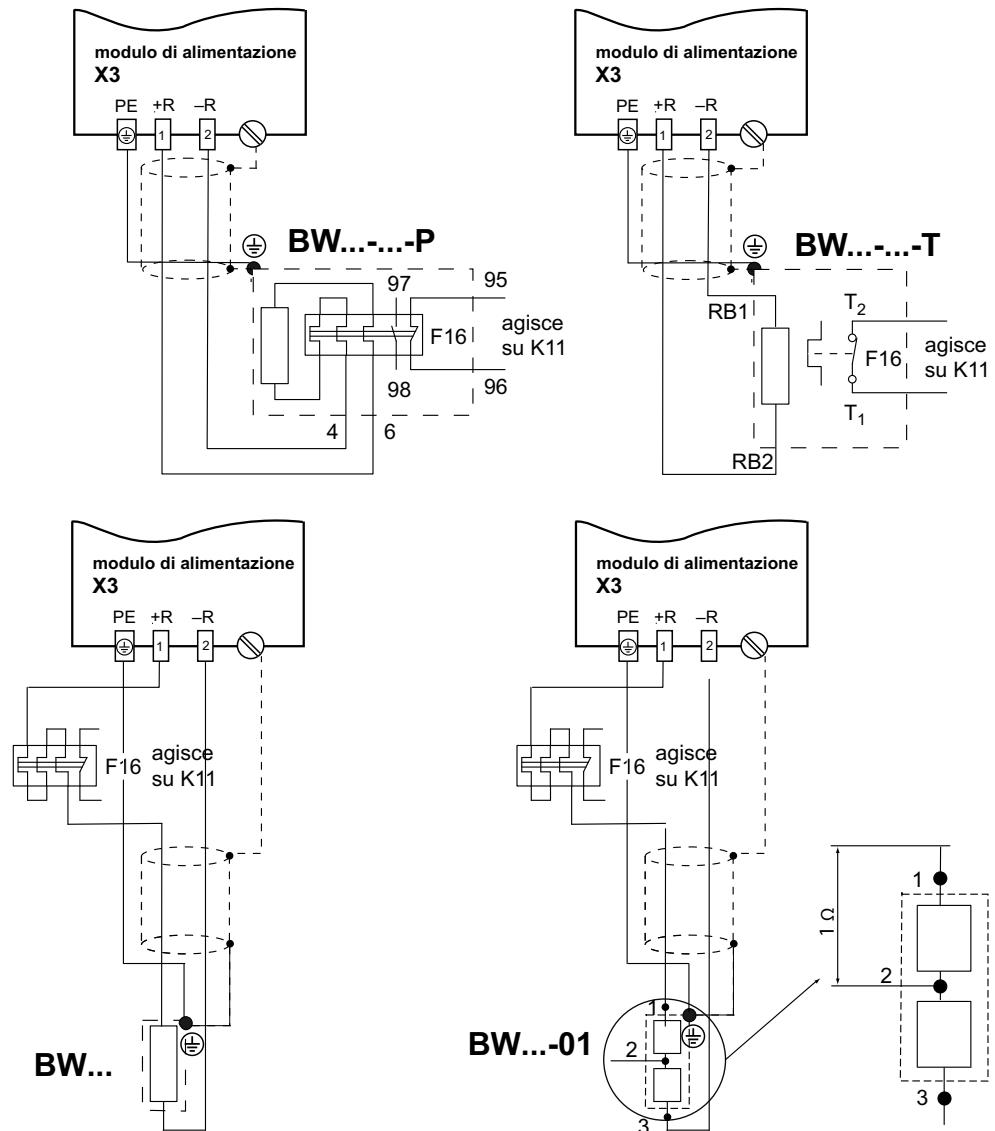 modulo di alimentazione
X3
PE +R –R
1 2
BW...-...-P
97 95
F16
agisce
su K11
98 96
4 6
modulo di alimentazione
X3
PE +R –R
1 2
BW...-...-T
RB1
T2
F16
agisce
su K11
T1
RB2
modulo di alimentazione
X3
PE +R –R
1 2
F16
agisce
su K11
BW...
modulo di alimentazione
X3
PE +R –R
1 2
F16
agisce
su K11
BW...-01
1
2
3
1 Ω
1
2
3